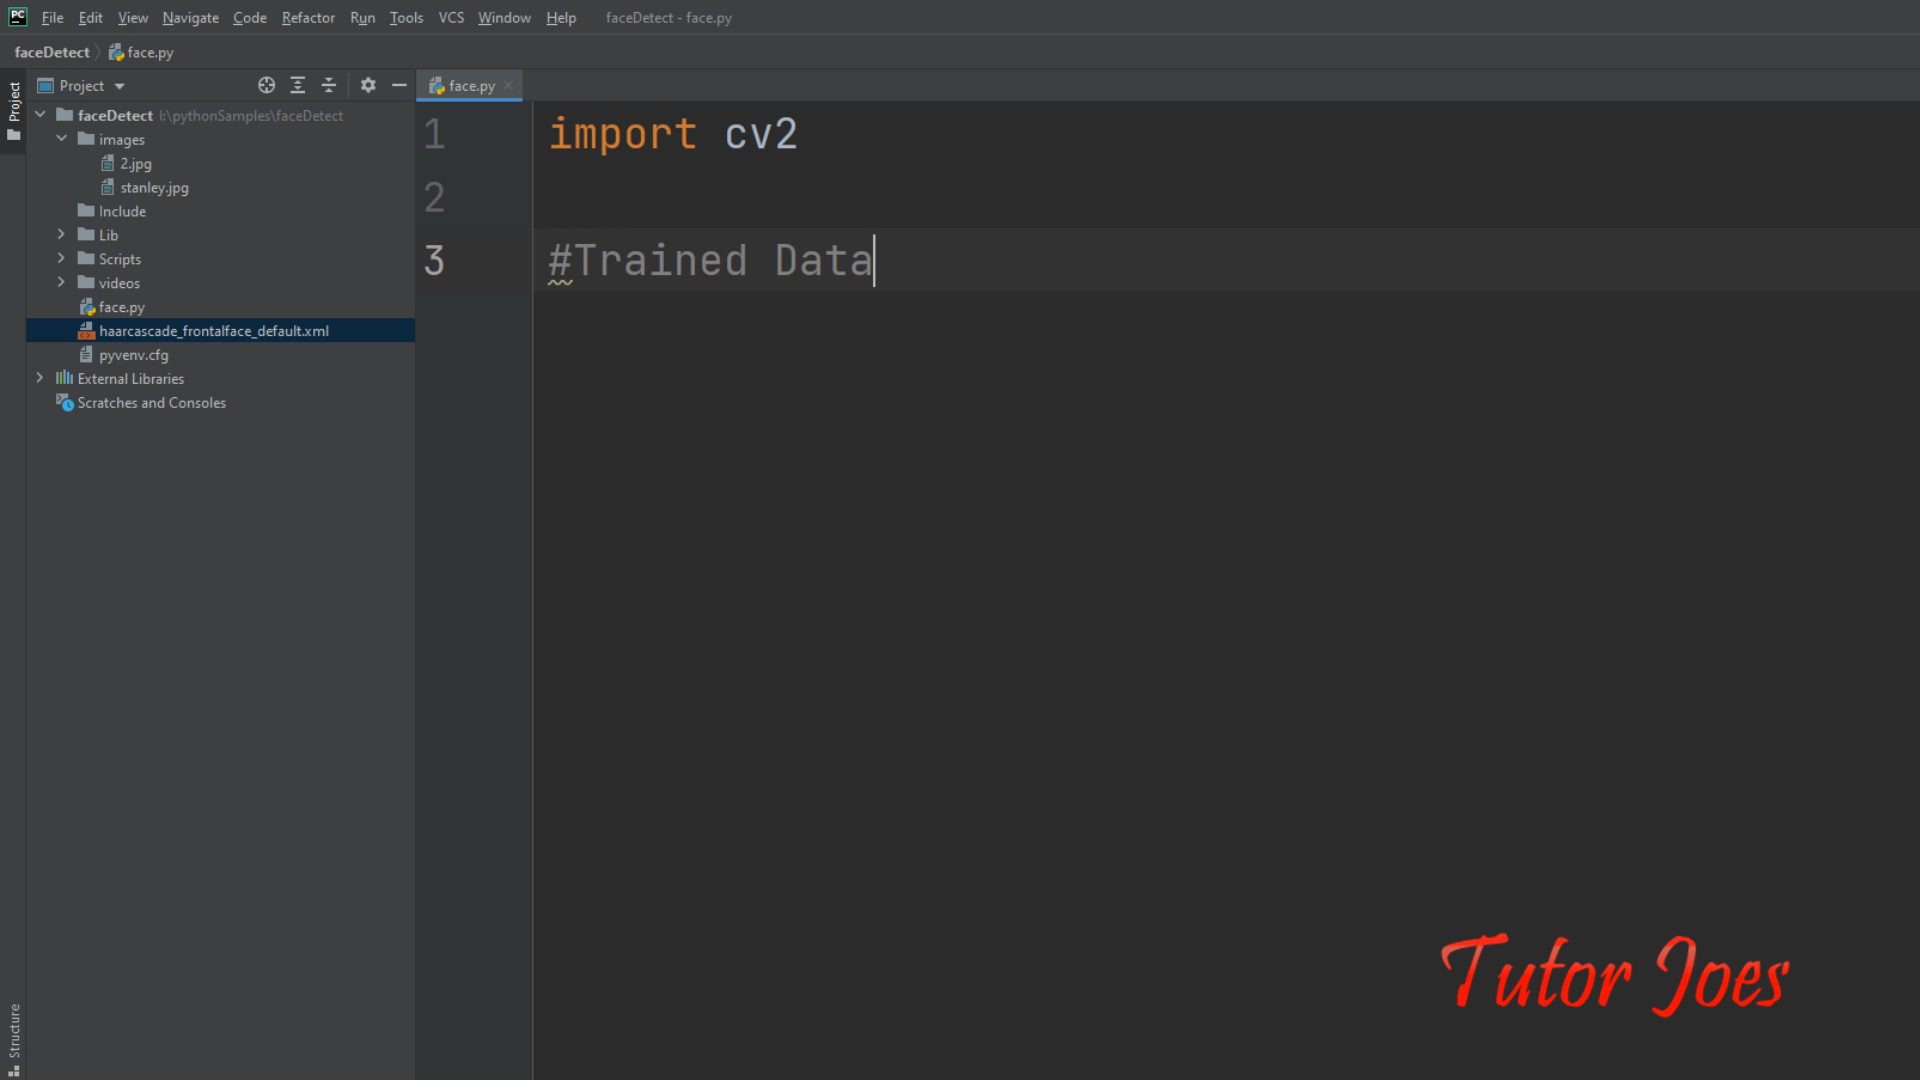 PC File Edit View Navigate Code Refactor Run Tools VCS Window Help faceDetect - face.py
faceDetect face.py
Project
Project
face.py
faceDetect I:\pythonSamples\faceDetect
images
2.jpg
stanley.jpg
Include
Lib
Scripts
videos
face.py
haarcascade_frontalface_default.xml
pyvenv.cfg
External Libraries
Scratches and Consoles
1 import cv2
2
3 #Trained Data
Tutor Joes
Structure